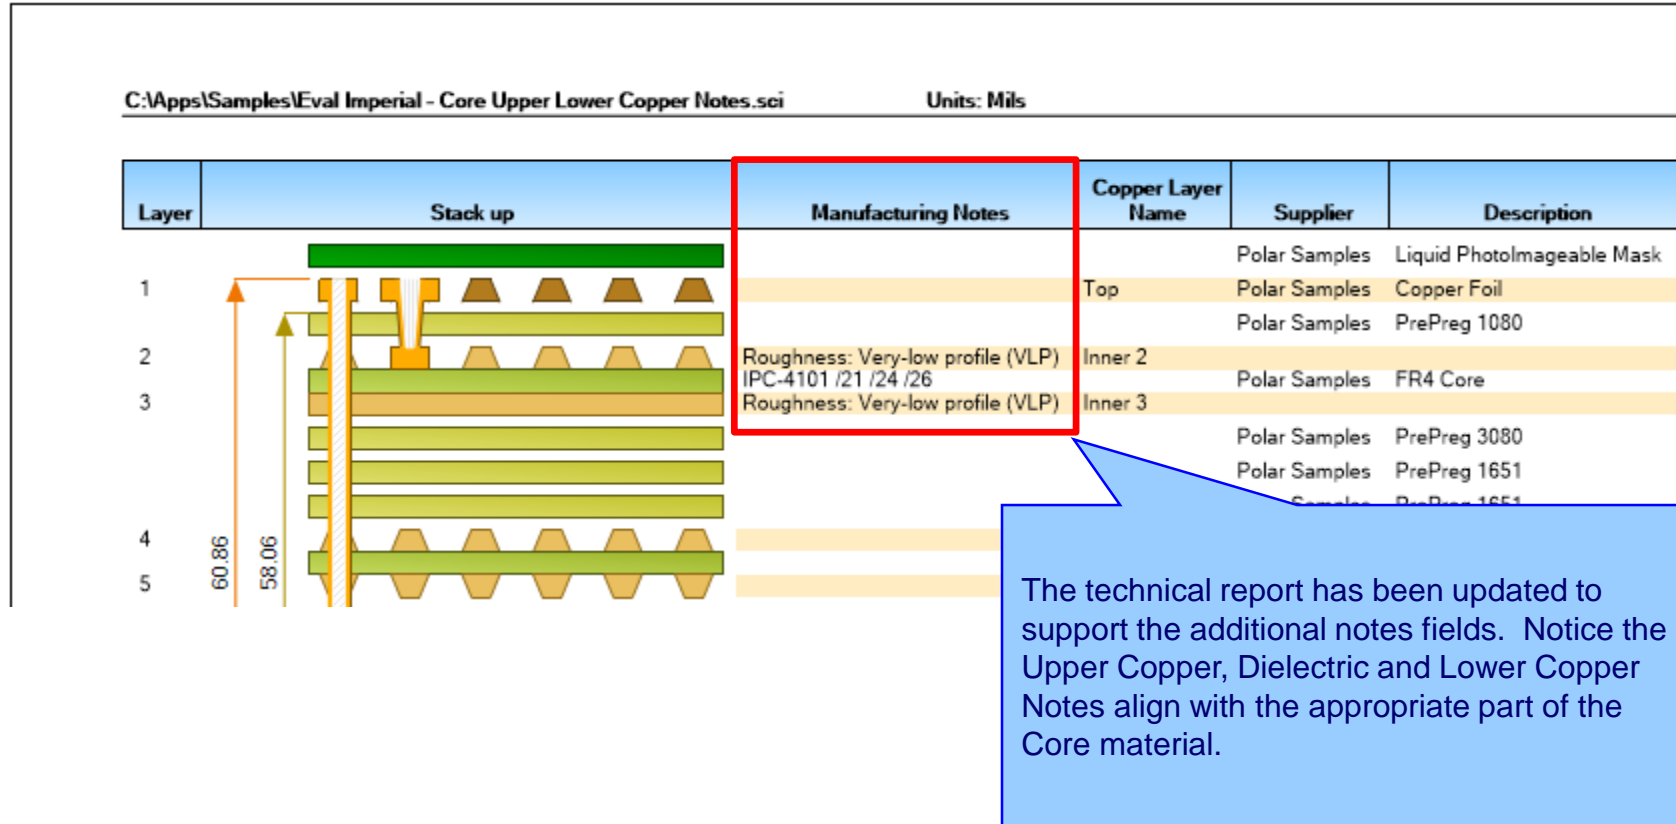 C:\Apps\Samples\Eval Imperial - Core Upper Lower Copper Notes.sci Units: Mils
Layer Stack up Manufacturing Notes Copper Layer Name Supplier Description
Polar Samples Liquid PhotoImageable Mask
1 Top Polar Samples Copper Foil
Polar Samples PrePreg 1080
2 Roughness: Very-low profile (VLP) Inner 2
IPC-4101 /21 /24 /26 Polar Samples FR4 Core
3 Roughness: Very-low profile (VLP) Inner 3
Polar Samples PrePreg 3080
Polar Samples PrePreg 1651
Samples PrePreg 1651
4
5
60.86
58.06
The technical report has been updated to
support the additional notes fields.  Notice the
Upper Copper, Dielectric and Lower Copper
Notes align with the appropriate part of the
Core material.